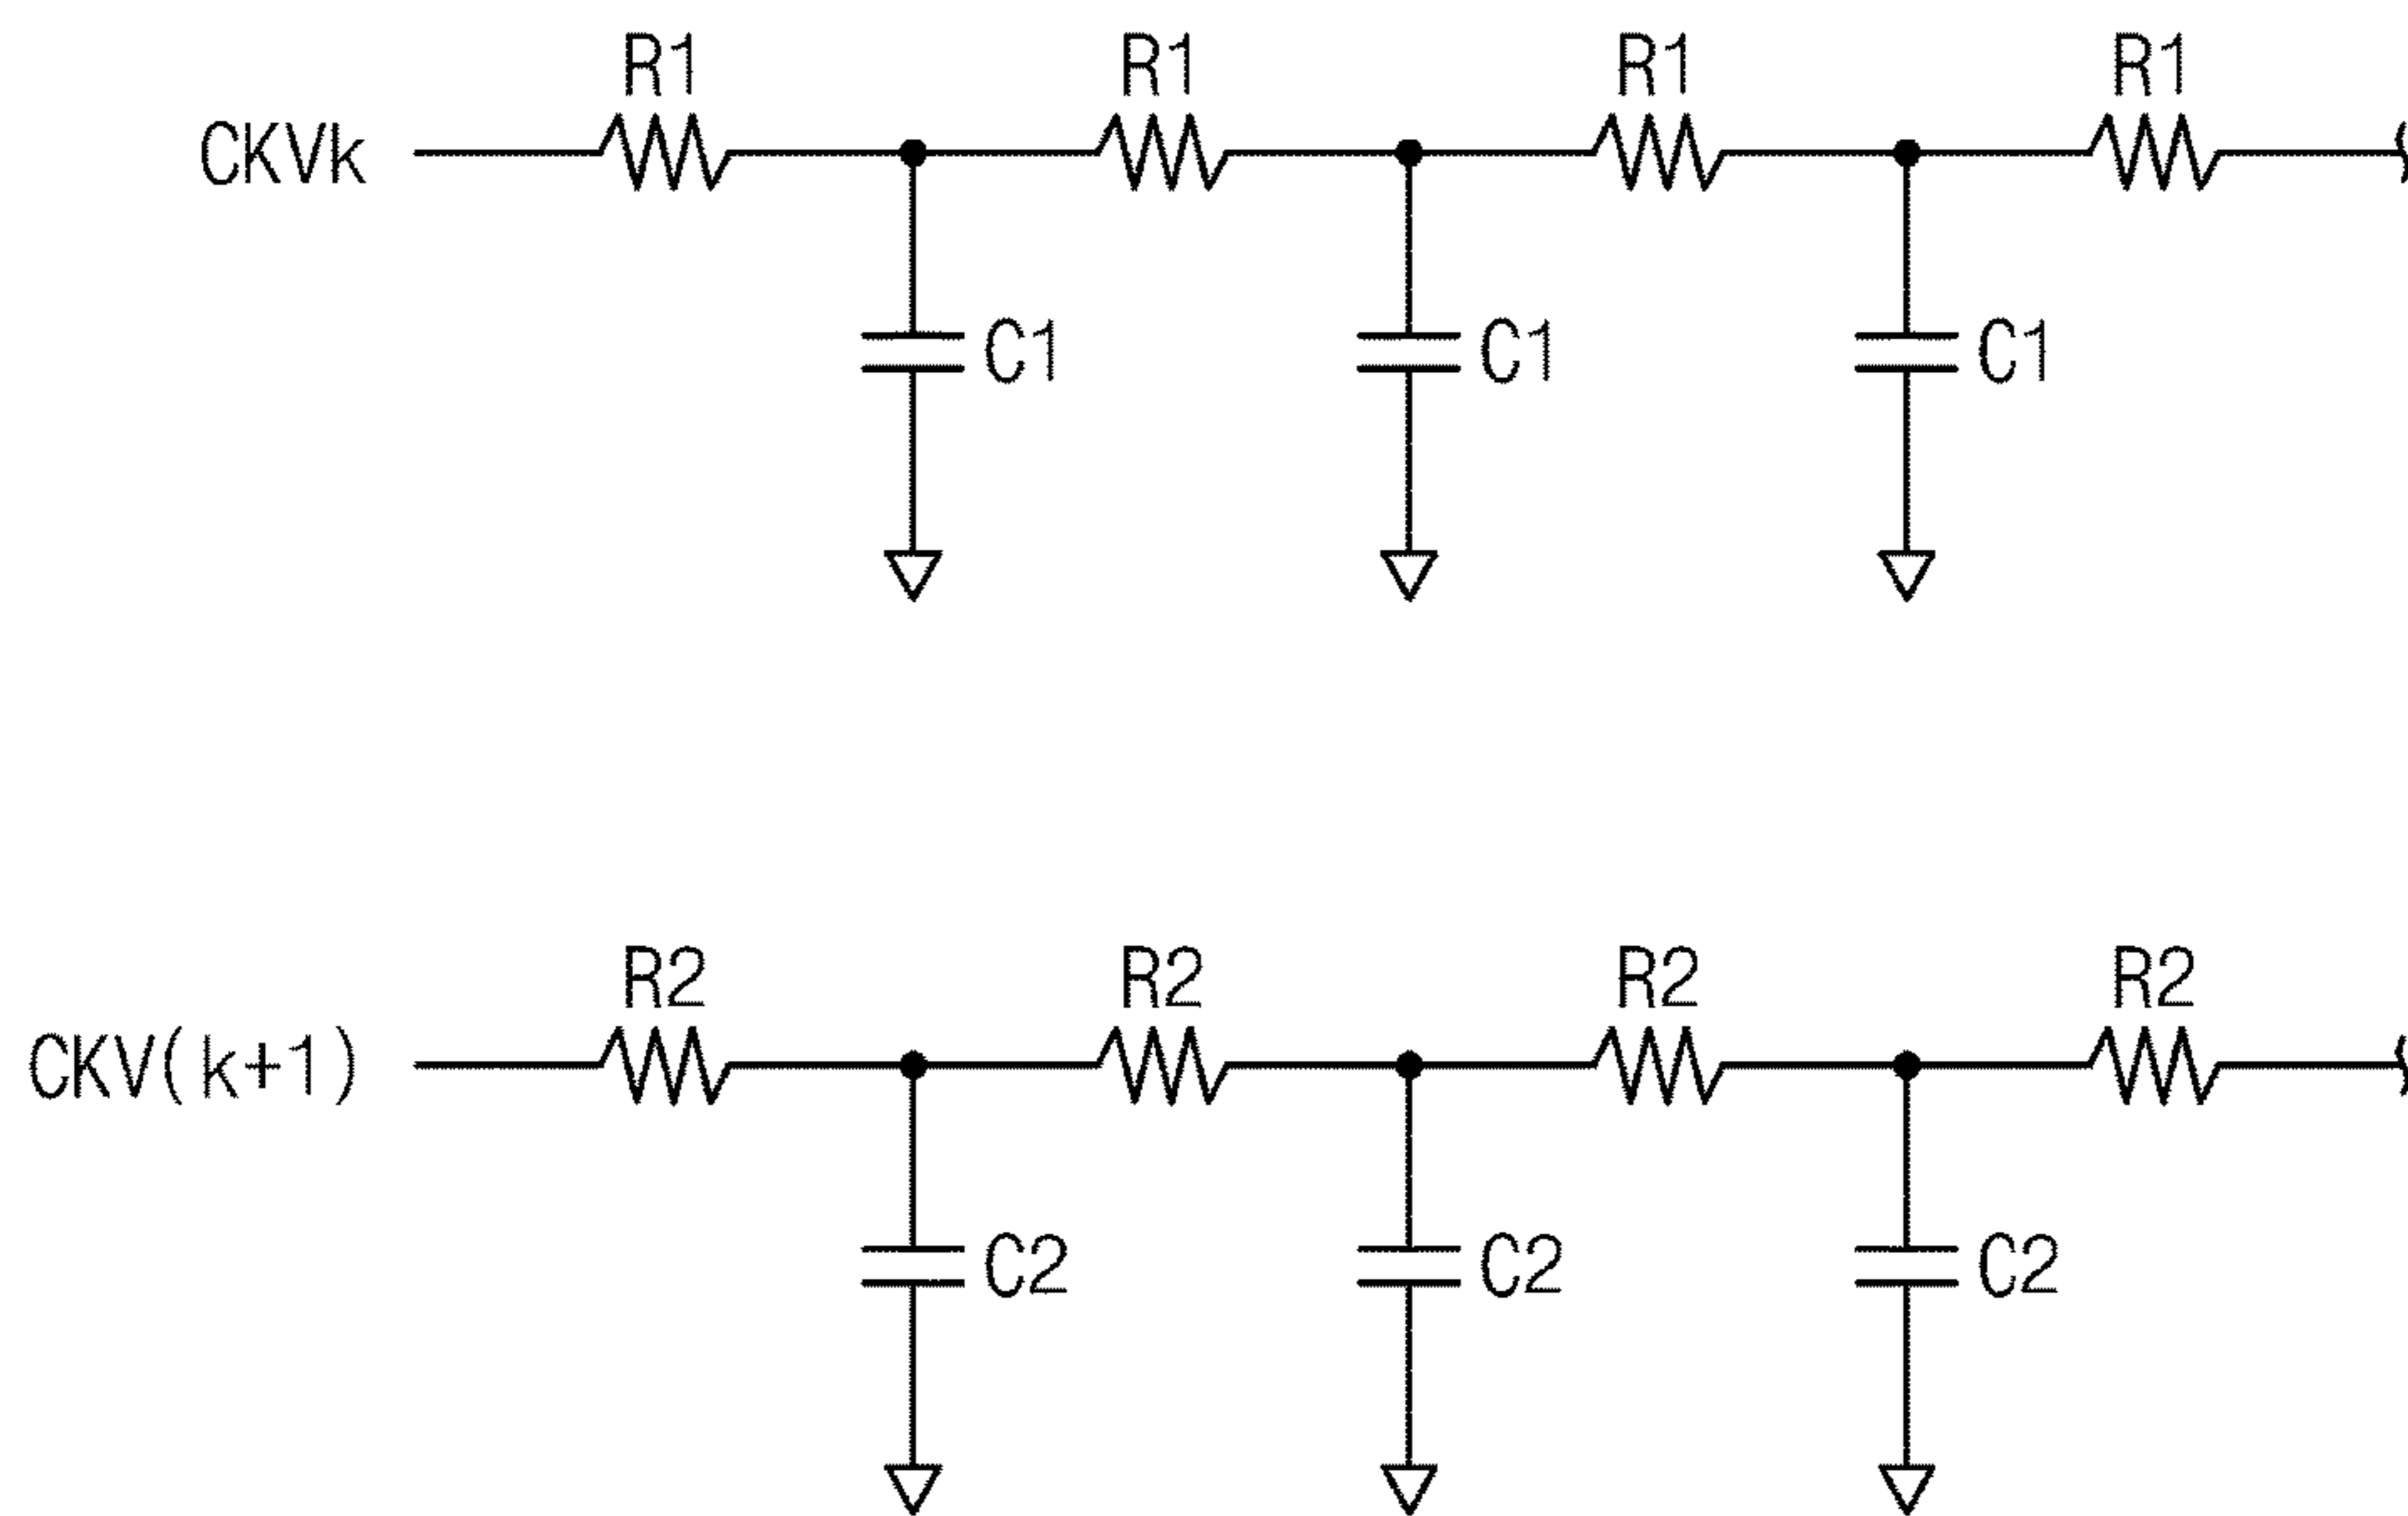 R1 R1 R1 R1
CKVk
C1 C1 C1
R2 R2 R2 R2
CKV(k+1)
C2 C2 C2